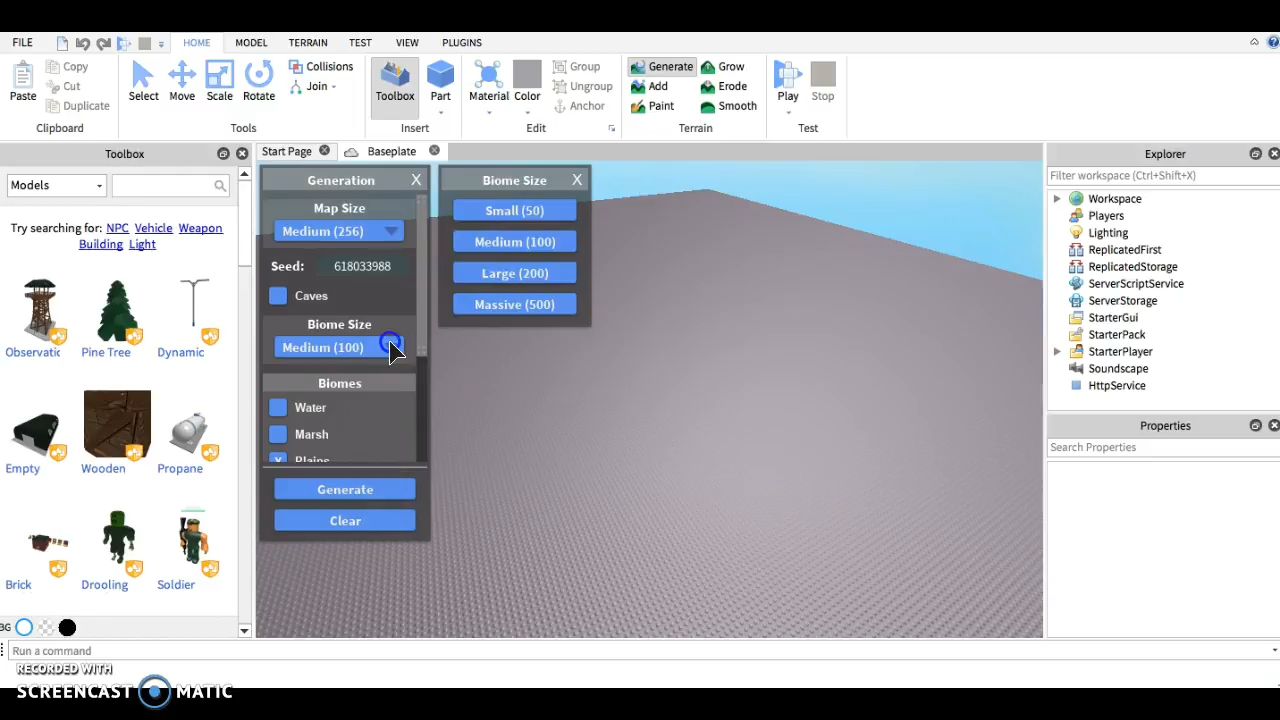 FILE HOME MODEL TERRAIN TEST VIEW PLUGINS
Paste
Copy
Cut
Duplicate
Clipboard
Select Move Scale Rotate
Collisions
Join
Tools
Toolbox Part
Insert
Material Color
Group
Ungroup
Anchor
Edit
Generate Grow
Add Erode
Paint Smooth
Terrain
Play Stop
Test
Toolbox
Models
Try searching for: NPC Vehicle Weapon
Building Light
Observatic Pine Tree Dynamic
Empty Wooden Propane
Brick Drooling Soldier
BG
Start Page Baseplate
Generation X
Map Size
Medium (256)
Seed: 618033988
Caves
Biome Size
Medium (100)
Biomes
Water
Marsh
X Plains
Generate
Clear
Biome Size X
Small (50)
Medium (100)
Large (200)
Massive (500)
Explorer
Filter workspace (Ctrl+Shift+X)
Workspace
Players
Lighting
ReplicatedFirst
ReplicatedStorage
ServerScriptService
ServerStorage
StarterGui
StarterPack
StarterPlayer
Soundscape
HttpService
Properties
Search Properties
Run a command
RECORDED WITH
SCREENCAST MATIC